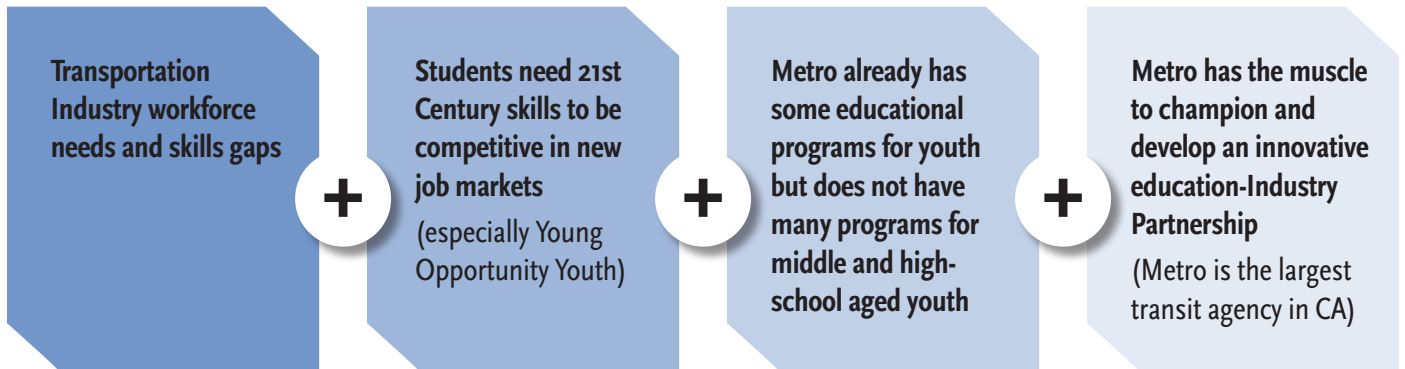 Transportation
Industry workforce
needs and skills gaps
+
Students need 21st
Century skills to be
competitive in new
job markets
(especially Young
Opportunity Youth)
+
Metro already has
some educational
programs for youth
but does not have
many programs for
middle and high-
school aged youth
+
Metro has the muscle
to champion and
develop an innovative
education-Industry
Partnership
(Metro is the largest
transit agency in CA)